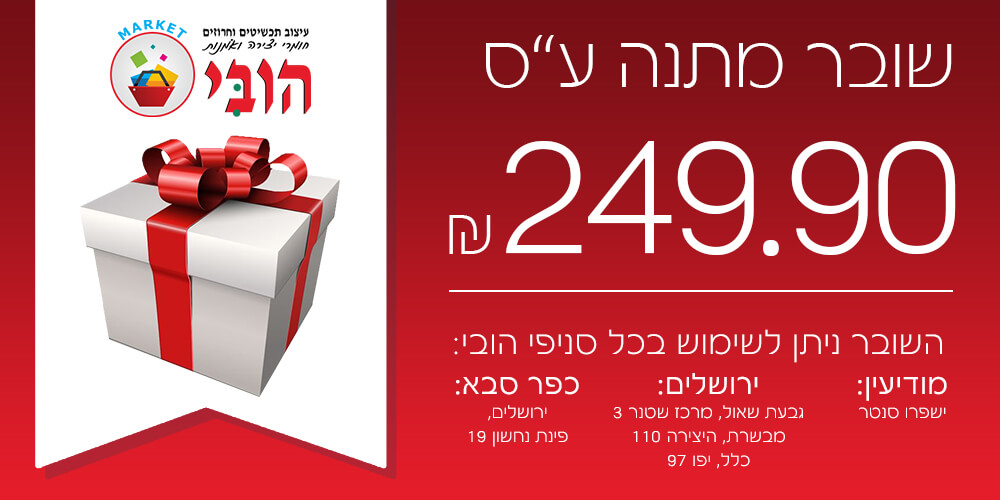 MARKET
עיצוב תכשיטים וחרוזים
חומרי יצירה ואמנות
הובי
שובר מתנה ע"ס
249.90 ₪
השובר ניתן לשימוש בכל סניפי הובי:
מודיעין:
ישפרו סנטר
ירושלים:
גבעת שאול, מרכז שטנר 3
מבשרת, היצירה 110
כלל, יפו 97
כפר סבא:
ירושלים,
פינת נחשון 19